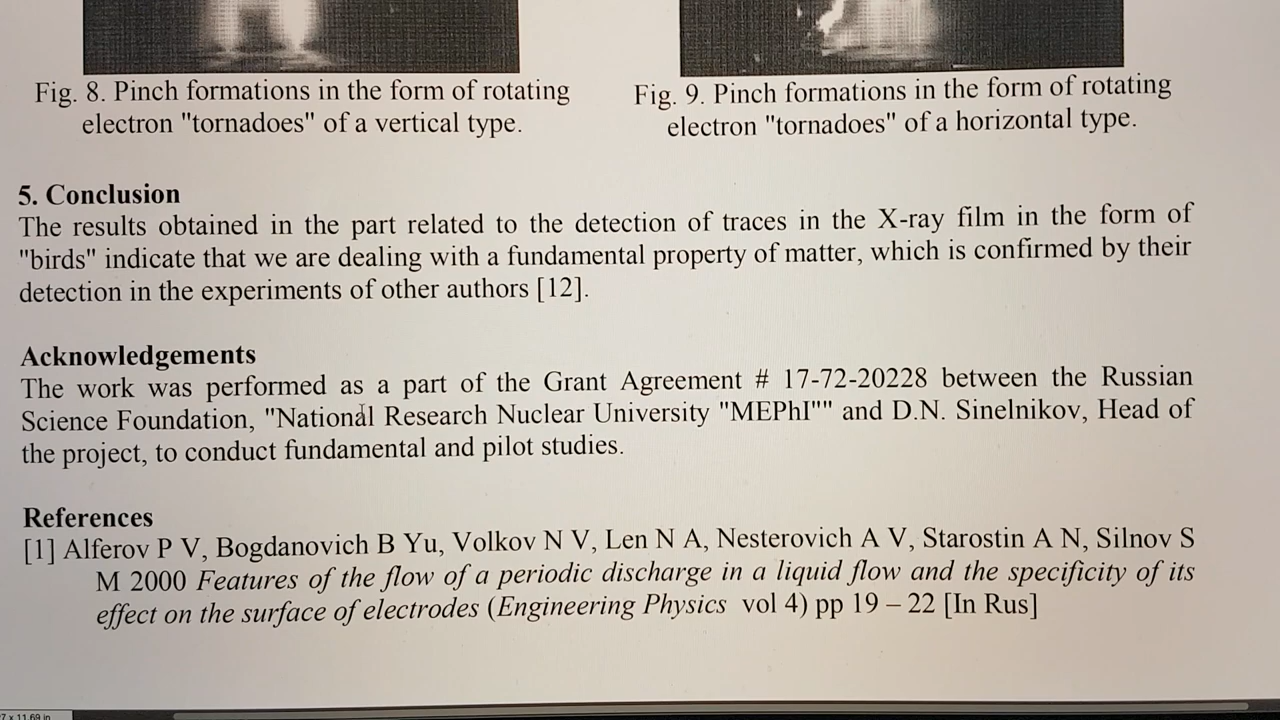 Fig. 8. Pinch formations in the form of rotating
electron "tornadoes" of a vertical type.
Fig. 9. Pinch formations in the form of rotating
electron "tornadoes" of a horizontal type.
5. Conclusion
The results obtained in the part related to the detection of traces in the X-ray film in the form of
"birds" indicate that we are dealing with a fundamental property of matter, which is confirmed by their
detection in the experiments of other authors [12].
Acknowledgements
The work was performed as a part of the Grant Agreement # 17-72-20228 between the Russian
Science Foundation, "National Research Nuclear University "MEPhI"" and D.N. Sinelnikov, Head of
the project, to conduct fundamental and pilot studies.
References
[1] Alferov P V, Bogdanovich B Yu, Volkov N V, Len N A, Nesterovich A V, Starostin A N, Silnov S
M 2000 Features of the flow of a periodic discharge in a liquid flow and the specificity of its
effect on the surface of electrodes (Engineering Physics vol 4) pp 19 – 22 [In Rus]
7 x 11.69 in